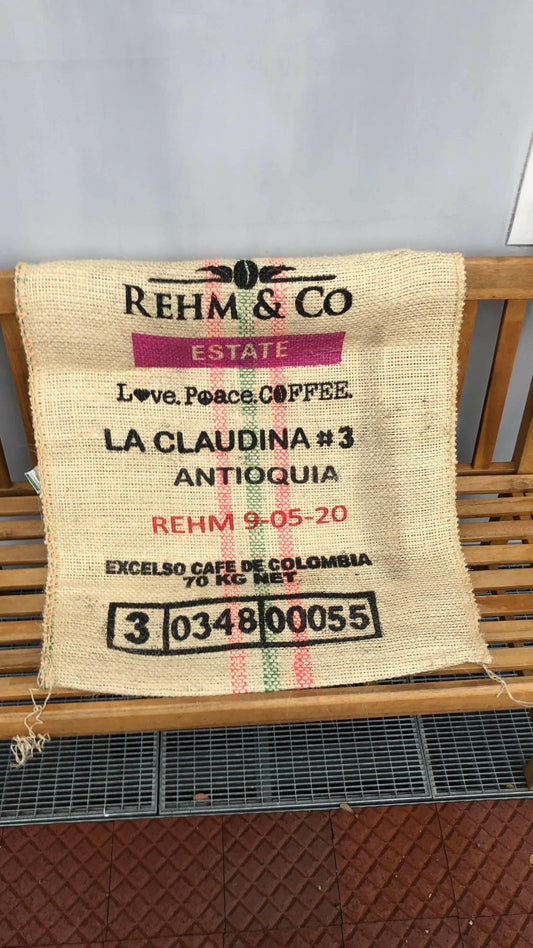 REHM & CO
ESTATE
Love. Peace. COFFEE.
LA CLAUDINA #3
ANTIOQUIA
REHM 9-05-20
EXCELSO CAFE DE COLOMBIA
70 KG NET
3 0348 00055